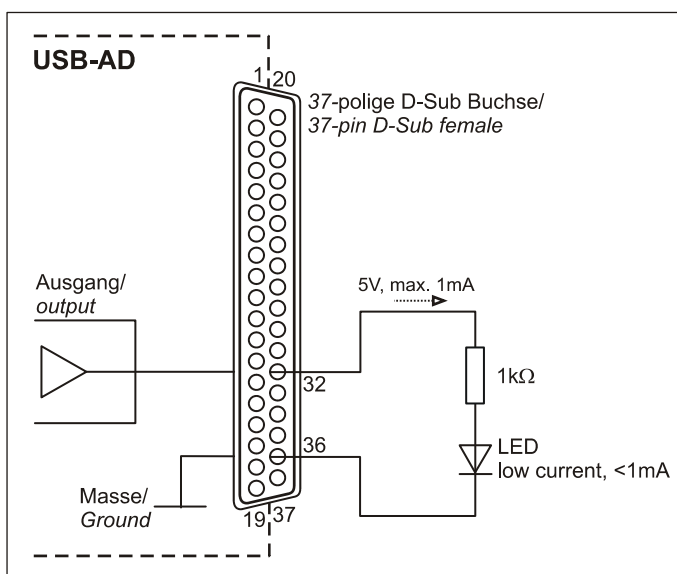 USB-AD
1 20
37-polige D-Sub Buchse/
37-pin D-Sub female
Ausgang/
output
5V, max. 1mA
32
1kΩ
36
LED
low current, <1mA
Masse/
Ground
19 37